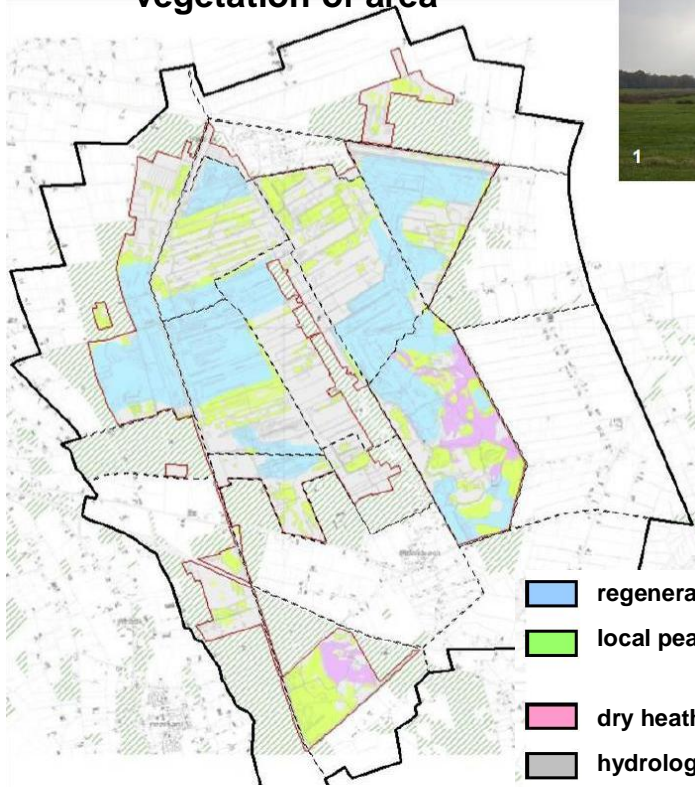 vegetation of area
1
regenera
local pea
dry heath
hydrolog